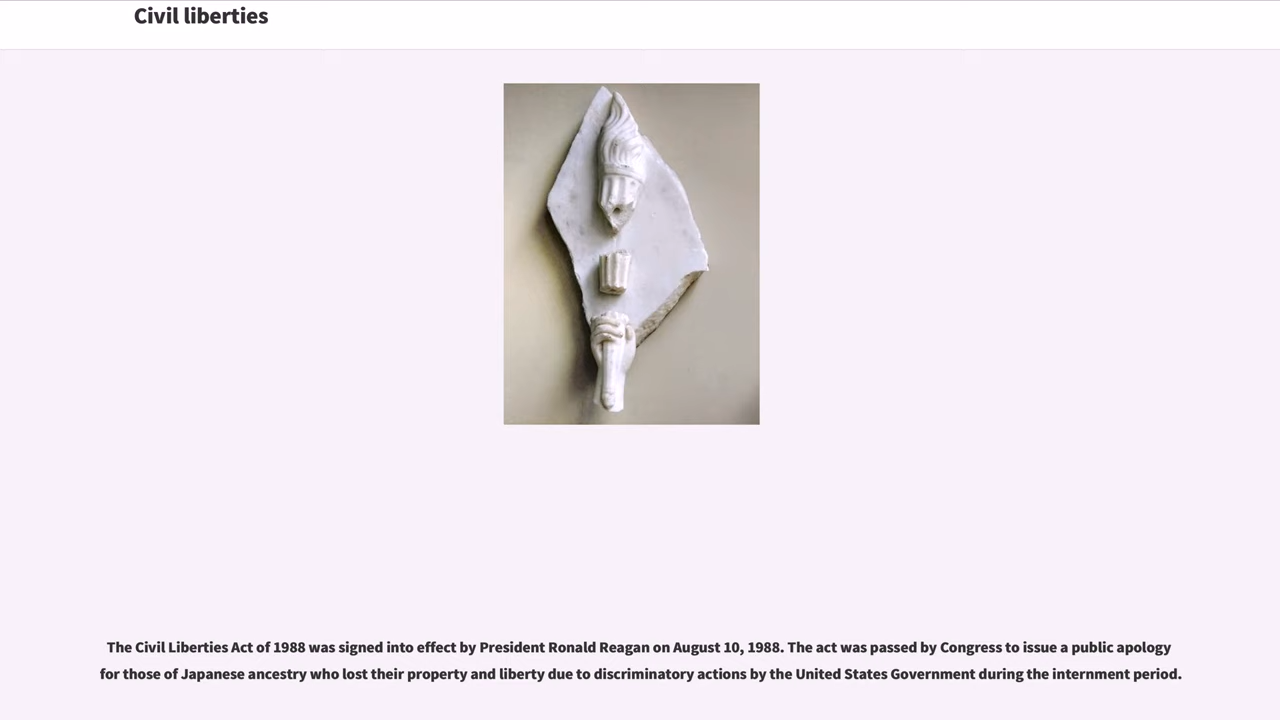 Civil liberties
The Civil Liberties Act of 1988 was signed into effect by President Ronald Reagan on August 10, 1988. The act was passed by Congress to issue a public apology
for those of Japanese ancestry who lost their property and liberty due to discriminatory actions by the United States Government during the internment period.